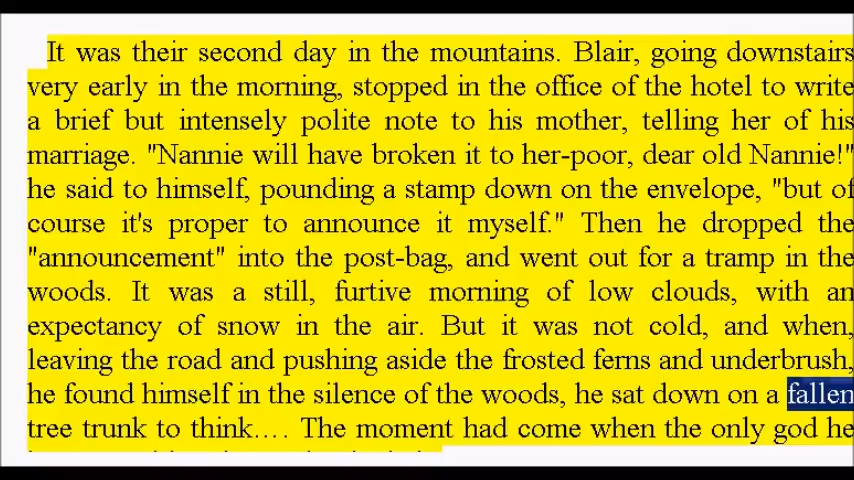 It was their second day in the mountains. Blair, going downstairs
very early in the morning, stopped in the office of the hotel to write
a brief but intensely polite note to his mother, telling her of his
marriage. "Nannie will have broken it to her-poor, dear old Nannie!"
he said to himself, pounding a stamp down on the envelope, "but of
course it's proper to announce it myself." Then he dropped the
"announcement" into the post-bag, and went out for a tramp in the
woods. It was a still, furtive morning of low clouds, with an
expectancy of snow in the air. But it was not cold, and when,
leaving the road and pushing aside the frosted ferns and underbrush,
he found himself in the silence of the woods, he sat down on a fallen
tree trunk to think.... The moment had come when the only god he